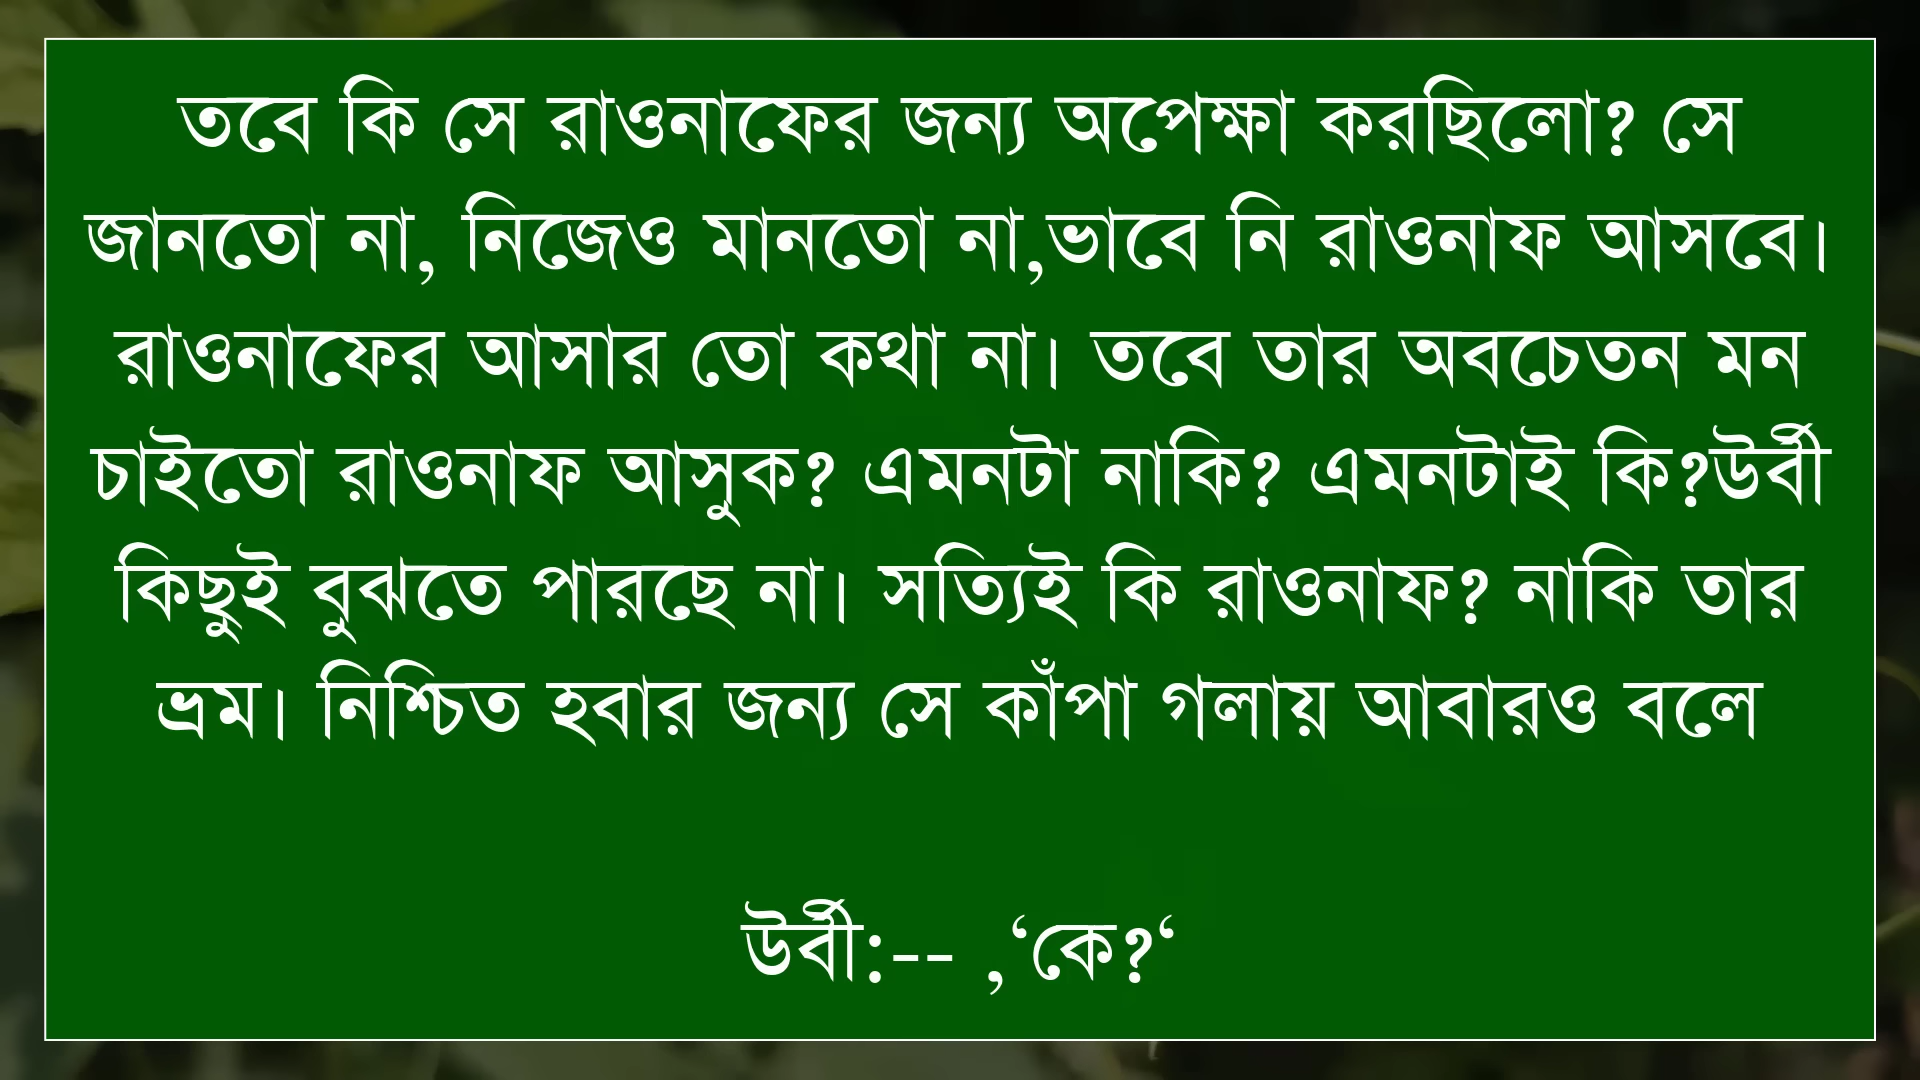 তবে কি সে রাওনাফের জন্য অপেক্ষা করছিলো? সে
জানতো না, নিজেও মানতো না,ভাবে নি রাওনাফ আসবে।
রাওনাফের আসার তো কথা না। তবে তার অবচেতন মন
চাইতো রাওনাফ আসুক? এমনটা নাকি? এমনটাই কি?উর্বী
কিছুই বুঝতে পারছে না। সত্যিই কি রাওনাফ? নাকি তার
ভ্রম। নিশ্চিত হবার জন্য সে কাঁপা গলায় আবারও বলে
উর্বী:-- ,‘কে?‘